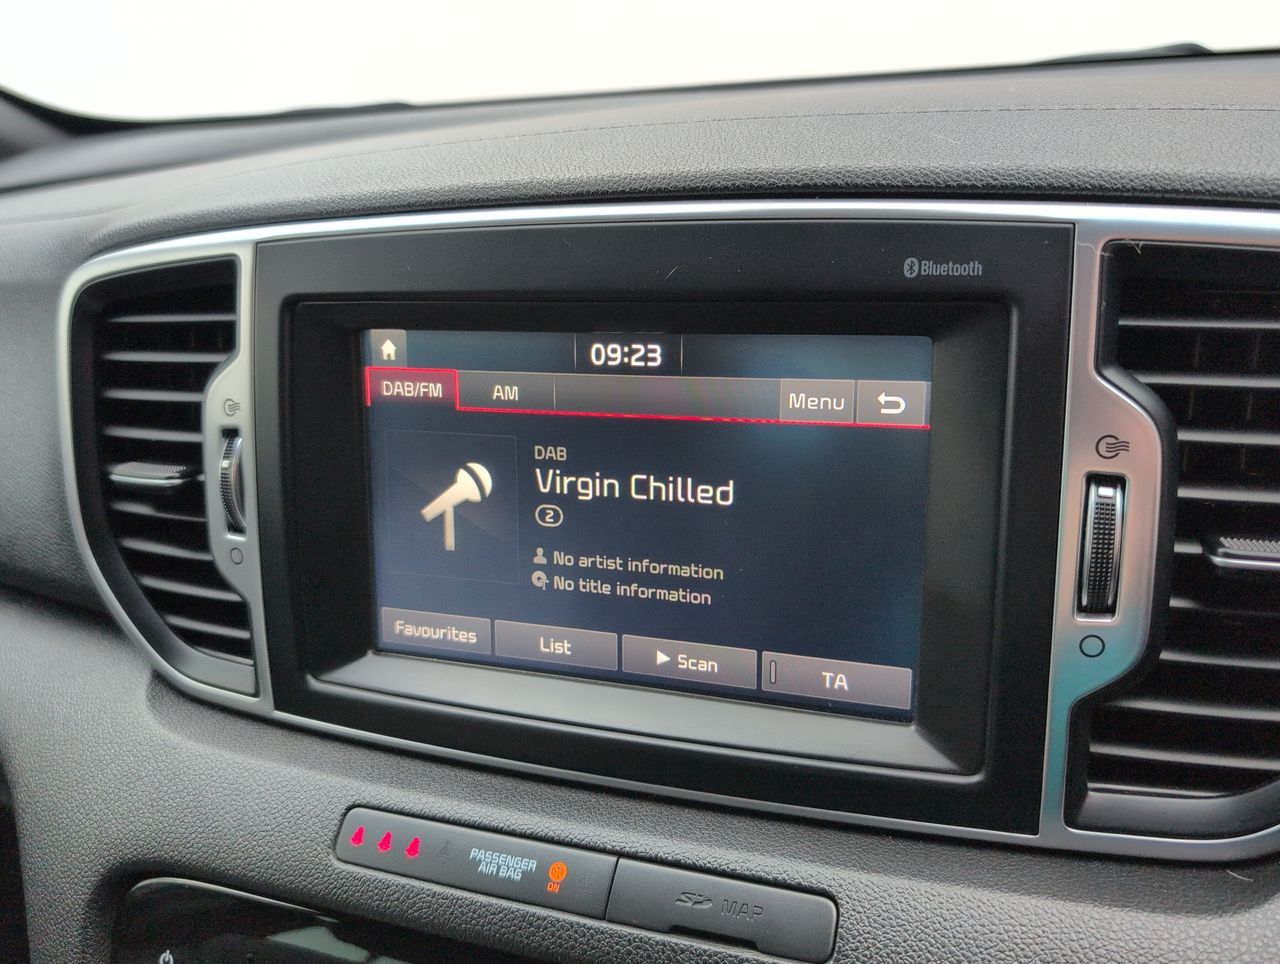 Bluetooth
09:23
DAB/FM
AM
Menu
DAB
Virgin Chilled
2
No artist information
No title information
Favourites
List
Scan
TA
PASSENGER
AIR BAG
ON
SD MAP